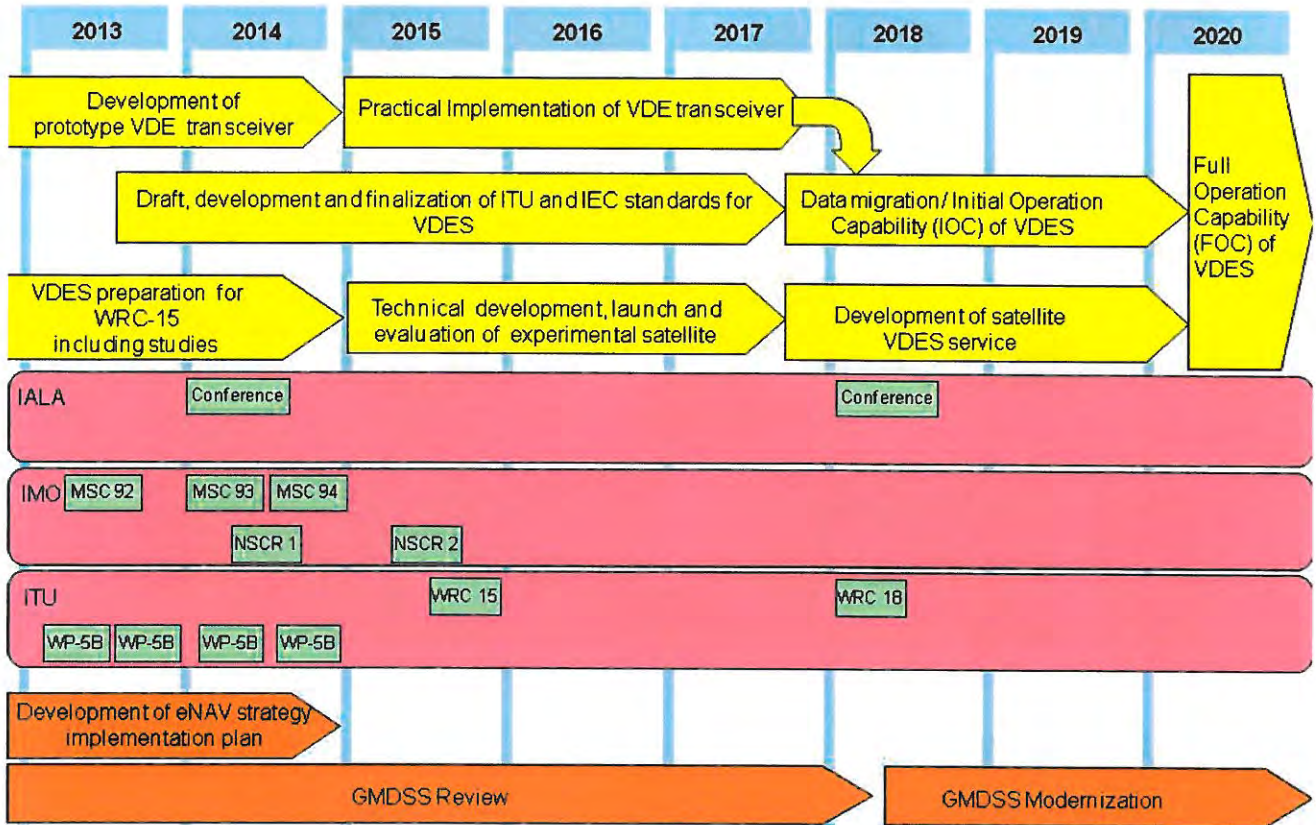 2013 2014 2015 2016 2017 2018 2019 2020
Development of
prototype VDE transceiver
Practical Implementation of VDE transceiver
Draft, development and finalization of ITU and IEC standards for
VDES
Data migration/ Initial Operation
Capability (IOC) of VDES
Full
Operation
Capability
(FOC) of
VDES
VDES preparation for
WRC-15
including studies
Technical development, launch and
evaluation of experimental satellite
Development of satellite
VDES service
IALA
Conference
Conference
IMO
MSC 92
MSC 93
MSC 94
NSCR 1
NSCR 2
ITU
WRC 15
WRC 18
WP-5B
WP-5B
WP-5B
WP-5B
Development of eNAV strategy
implementation plan
GMDSS Review
GMDSS Modernization